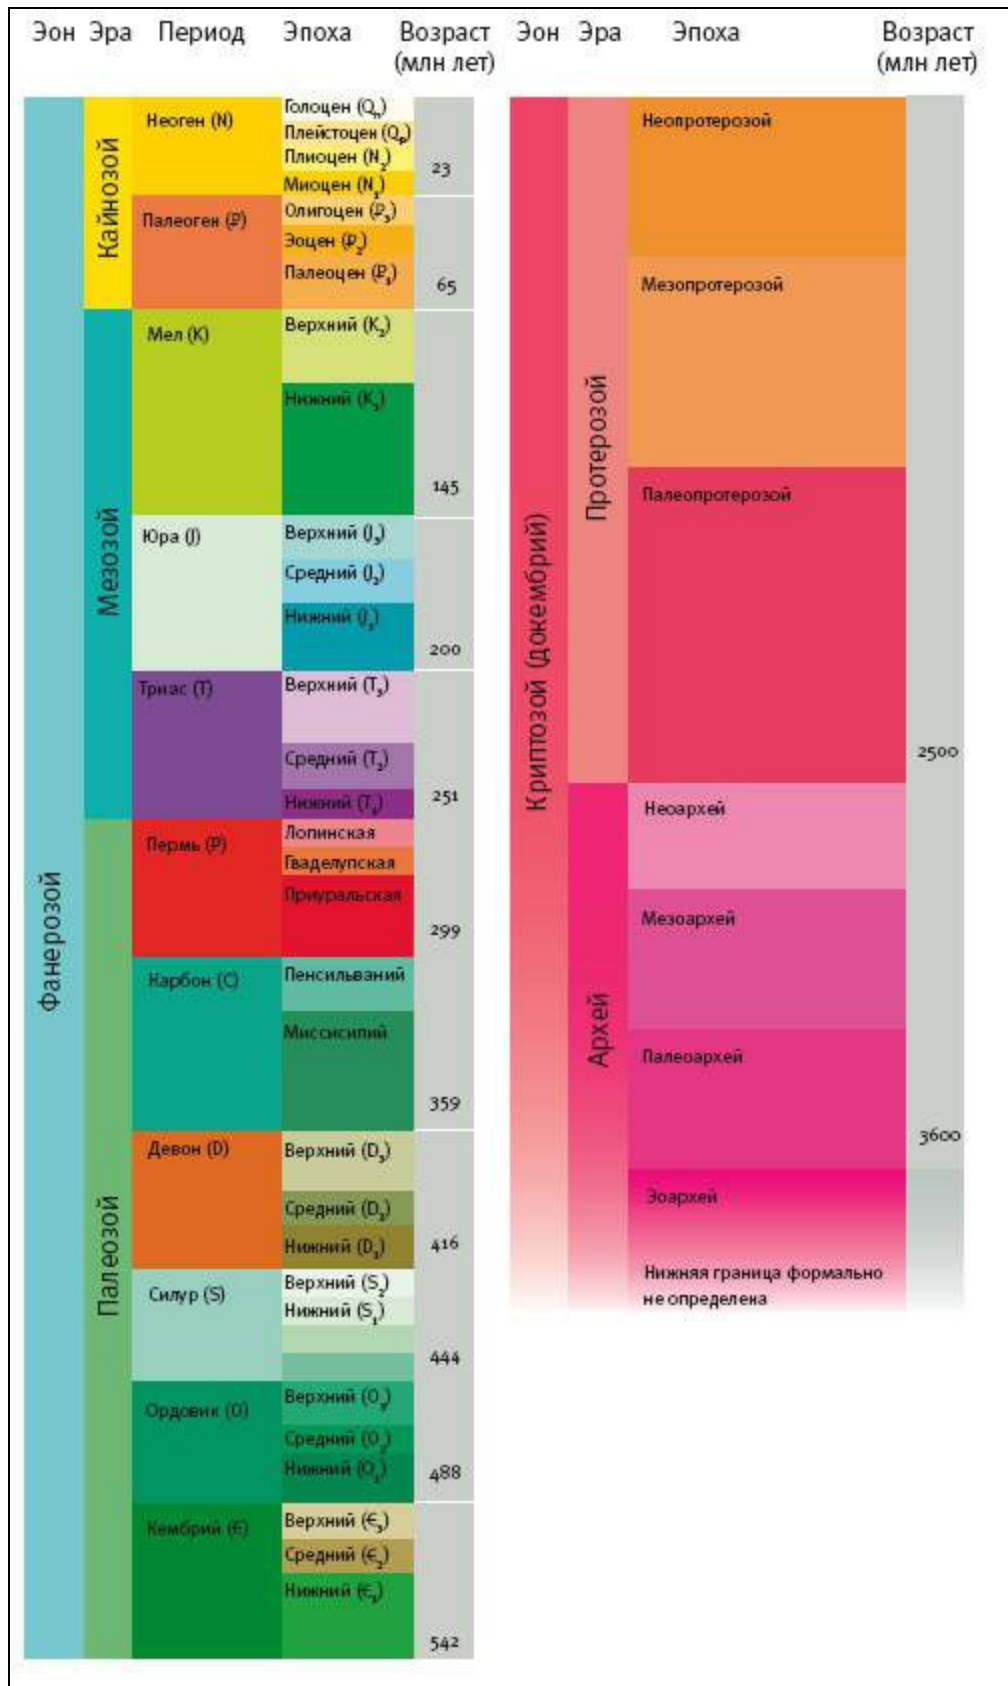 Эон Эра Период Эпоха Возраст
(млн лет)
Фанерозой
Кайнозой
Неоген (N)
Голоцен (Qh)
Плейстоцен (Qp)
Плиоцен (N2)
Миоцен (N1)
23
Палеоген (₽)
Олигоцен (₽3)
Эоцен (₽2)
Палеоцен (₽1)
65
Мезозой
Мел (K)
Верхний (K2)
Нижний (K1)
145
Юра (J)
Верхний (J3)
Средний (J2)
Нижний (J1)
200
Триас (T)
Верхний (T3)
Средний (T2)
Нижний (T1)
251
Палеозой
Пермь (P)
Лопинская
Гваделупская
Приуральская
299
Карбон (C)
Пенсильваний
Миссисипий
359
Девон (D)
Верхний (D3)
Средний (D2)
Нижний (D1)
416
Силур (S)
Верхний (S2)
Нижний (S1)
444
Ордовик (O)
Верхний (O3)
Средний (O2)
Нижний (O1)
488
Кембрий (Є)
Верхний (Є3)
Средний (Є2)
Нижний (Є1)
542
Эон Эра Эпоха Возраст
(млн лет)
Криптозой (докембрий)
Протерозой
Неопротерозой
Мезопротерозой
Палеопротерозой
2500
Архей
Неоархей
Мезоархей
Палеоархей
3600
Эоархей
Нижняя граница формально
не определена